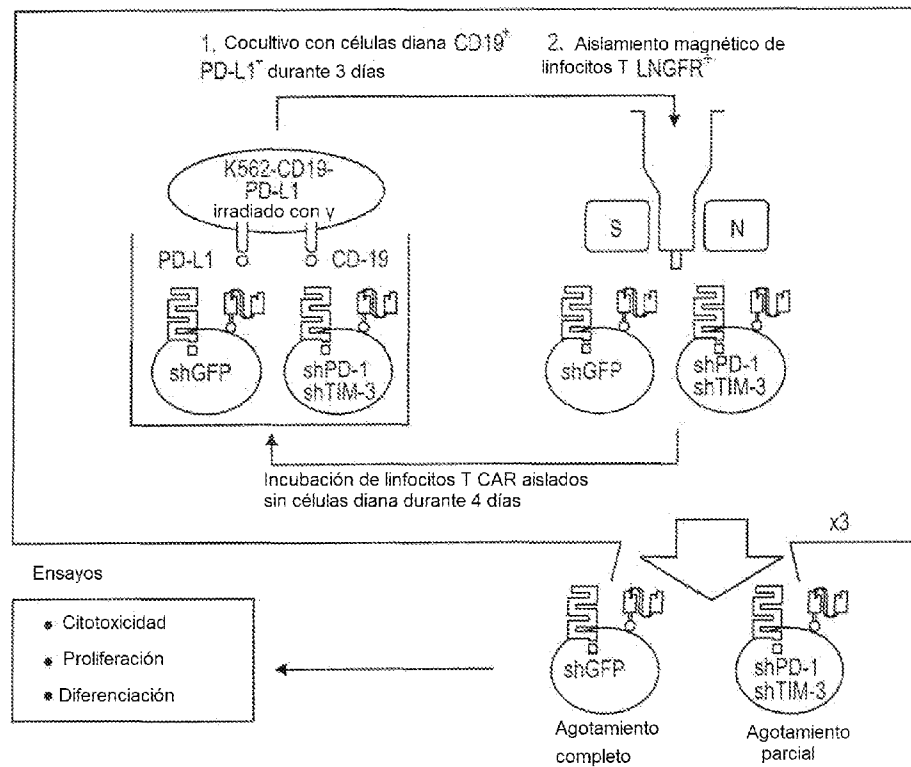 1. Cocultivo con células diana CD19⁺
PD-L1⁺ durante 3 días
2. Aislamiento magnético de
linfocitos T LNGFR⁺
K562-CD19-
PD-L1
irradiado con γ
PD-L1
CD-19
shGFP
shPD-1
shTIM-3
S
N
shGFP
shPD-1
shTIM-3
Incubación de linfocitos T CAR aislados
sin células diana durante 4 días
x3
Ensayos
• Citotoxicidad
• Proliferación
• Diferenciación
shGFP
shPD-1
shTIM-3
Agotamiento
completo
Agotamiento
parcial